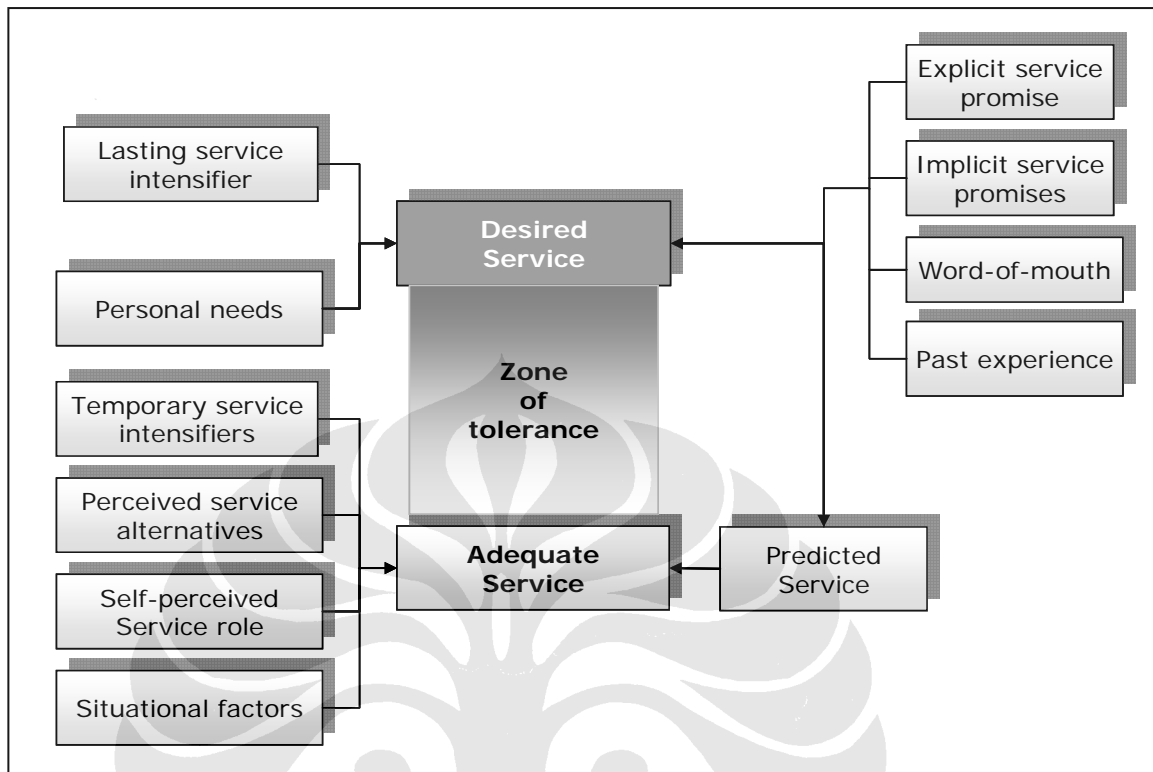 Lasting service
intensifier
Personal needs
Temporary service
intensifiers
Perceived service
alternatives
Self-perceived
Service role
Situational factors
Desired
Service
Zone
of
tolerance
Adequate
Service
Explicit service
promise
Implicit service
promises
Word-of-mouth
Past experience
Predicted
Service